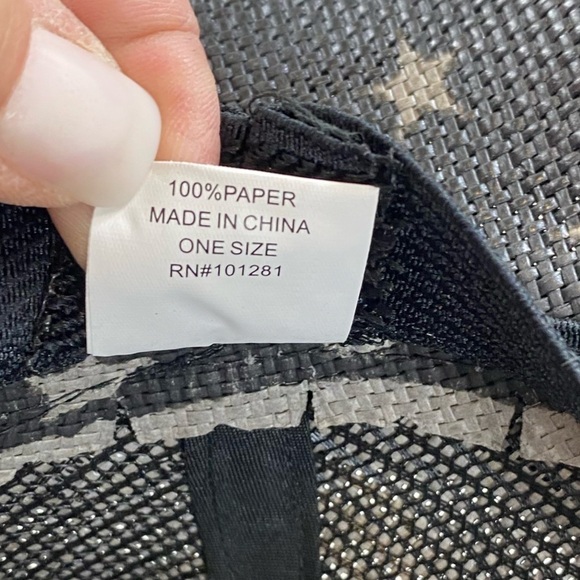 100%PAPER
MADE IN CHINA
ONE SIZE
RN#101281